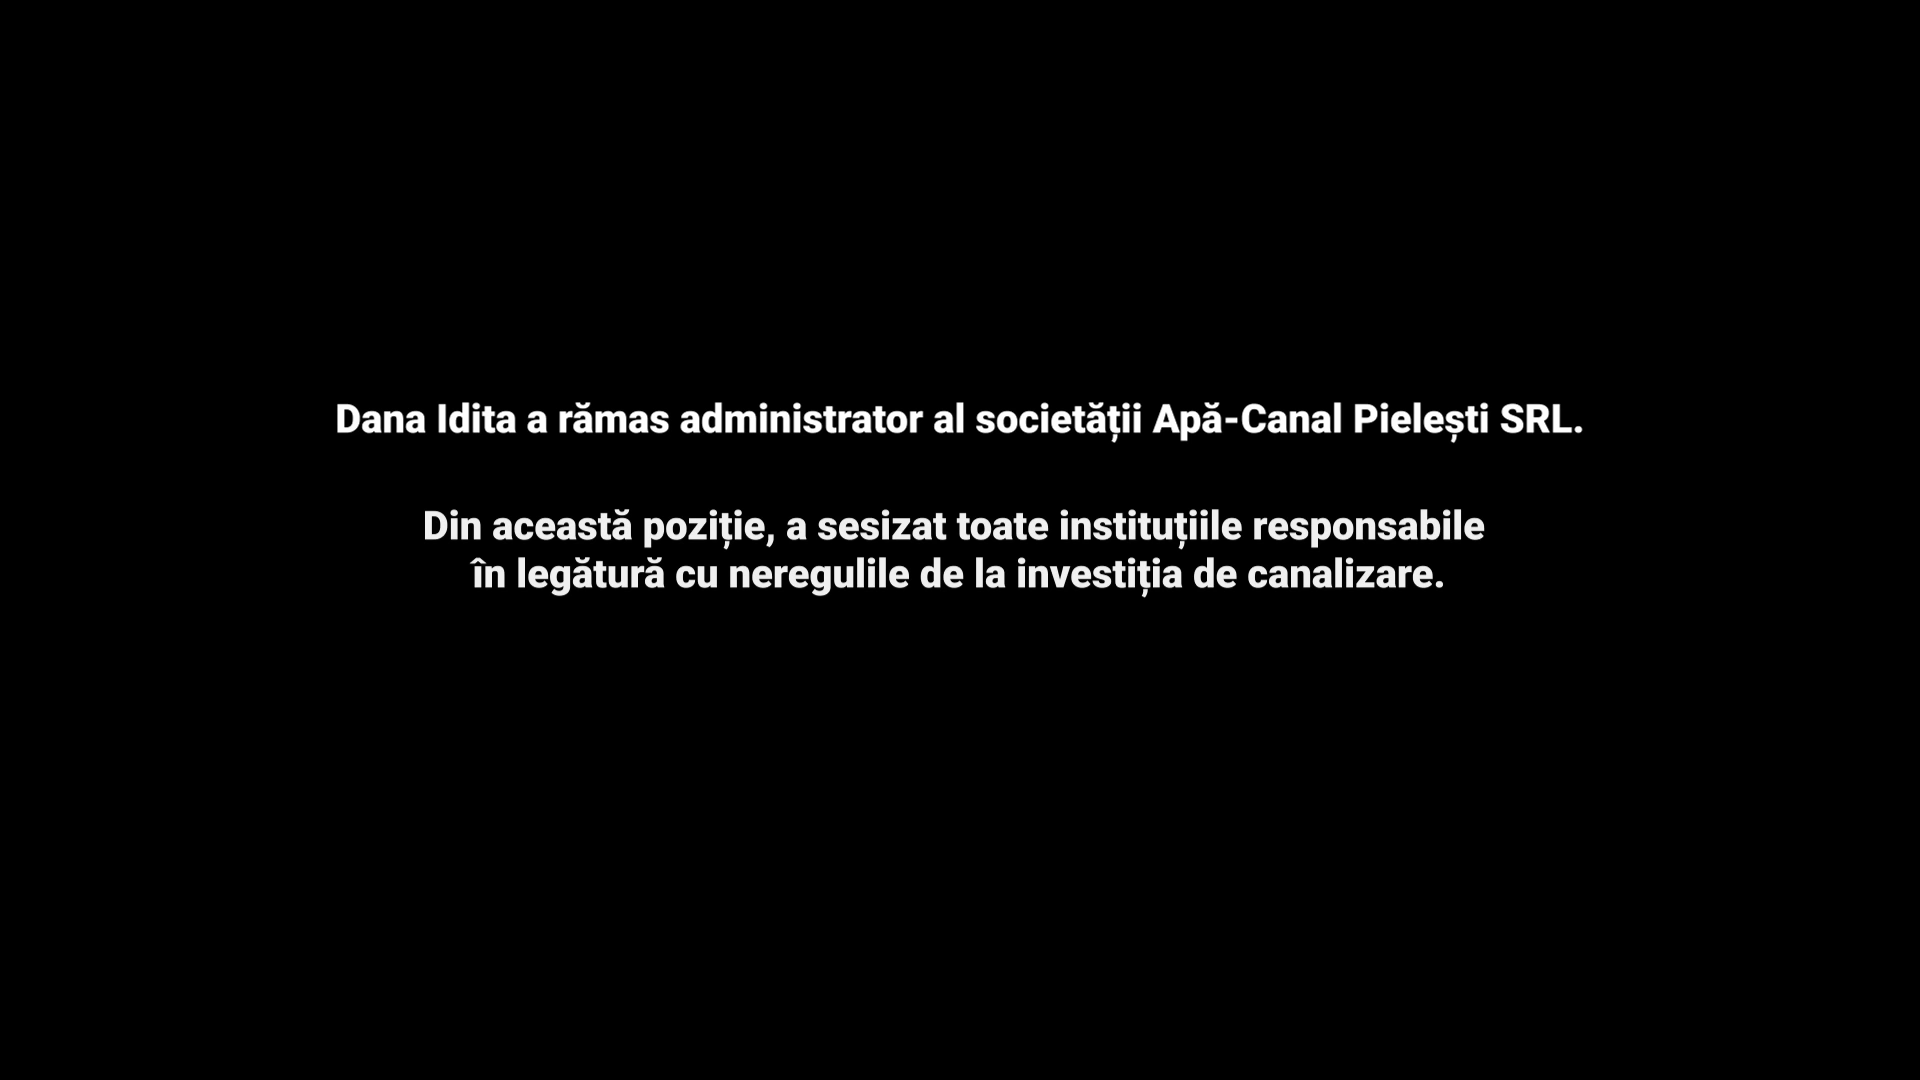 Dana Idita a rămas administrator al societății Apă-Canal Pielești SRL.
Din această poziție, a sesizat toate instituțiile responsabile
în legătură cu neregulile de la investiția de canalizare.